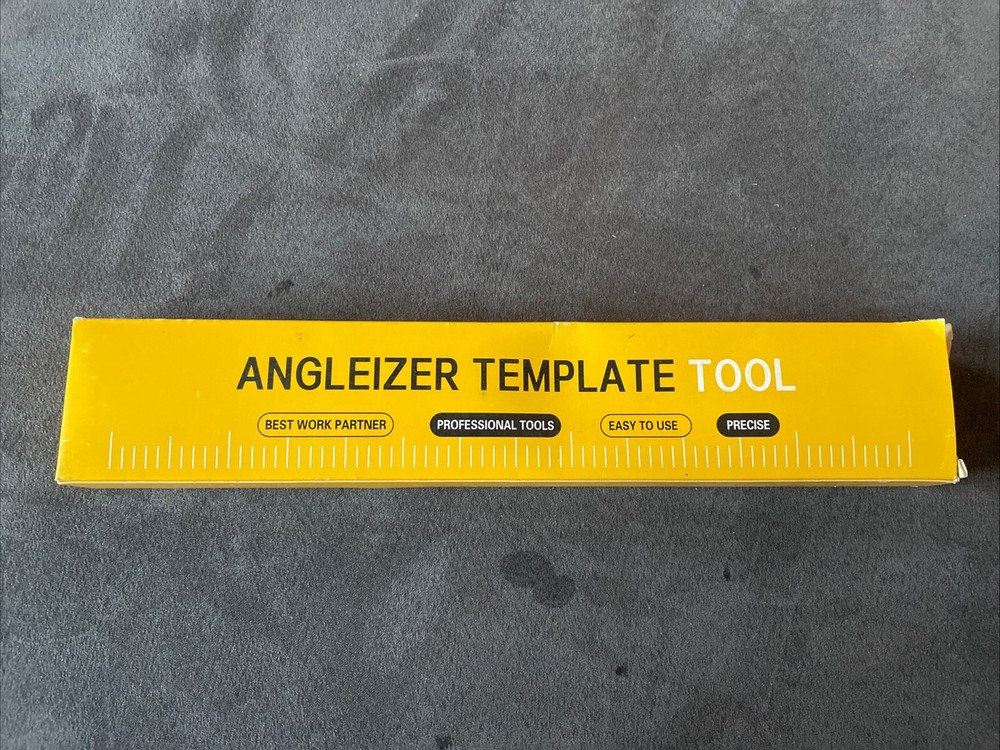 ANGLEIZER TEMPLATE TOOL
BEST WORK PARTNER PROFESSIONAL TOOLS EASY TO USE PRECISE